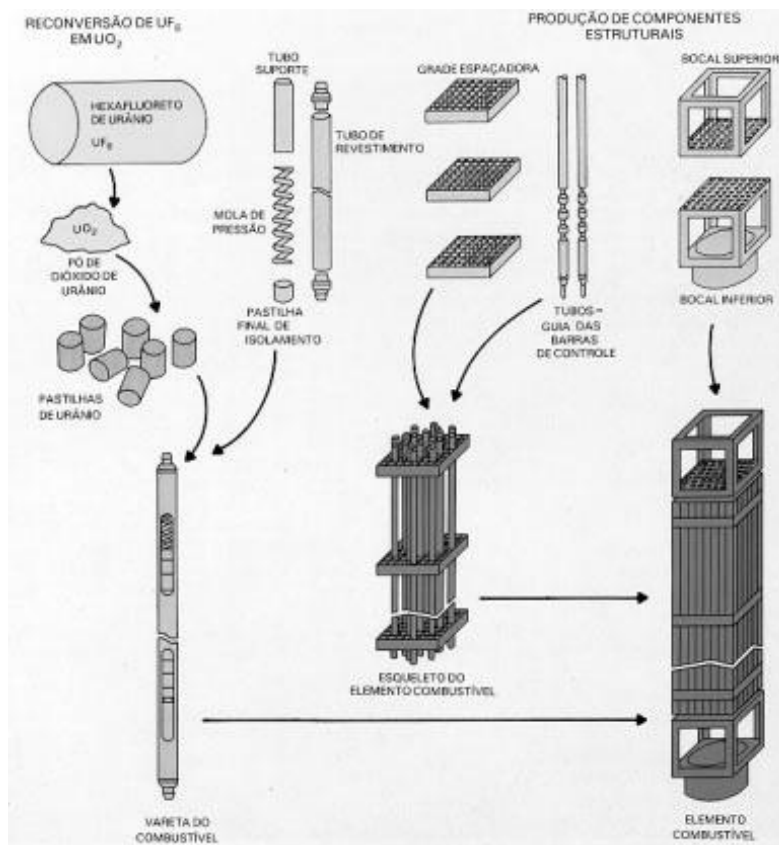 RECONVERSÃO DE UF₆
EM UO₂
PRODUÇÃO DE COMPONENTES
ESTRUTURAIS
TUBO
SUPORTE
GRADE ESPAÇADORA
BOCAL SUPERIOR
HEXAFLUORETO
DE URÂNIO
UF₆
TUBO DE
REVESTIMENTO
MOLA DE
PRESSÃO
UO₂
PÓ DE
DIÓXIDO DE
URÂNIO
PASTILHA
FINAL DE
ISOLAMENTO
TUBOS-
GUIA DAS
BARRAS
DE CONTROLE
BOCAL INFERIOR
PASTILHAS
DE URÂNIO
ESQUELETO DO
ELEMENTO COMBUSTÍVEL
VARETA DO
COMBUSTÍVEL
ELEMENTO
COMBUSTÍVEL